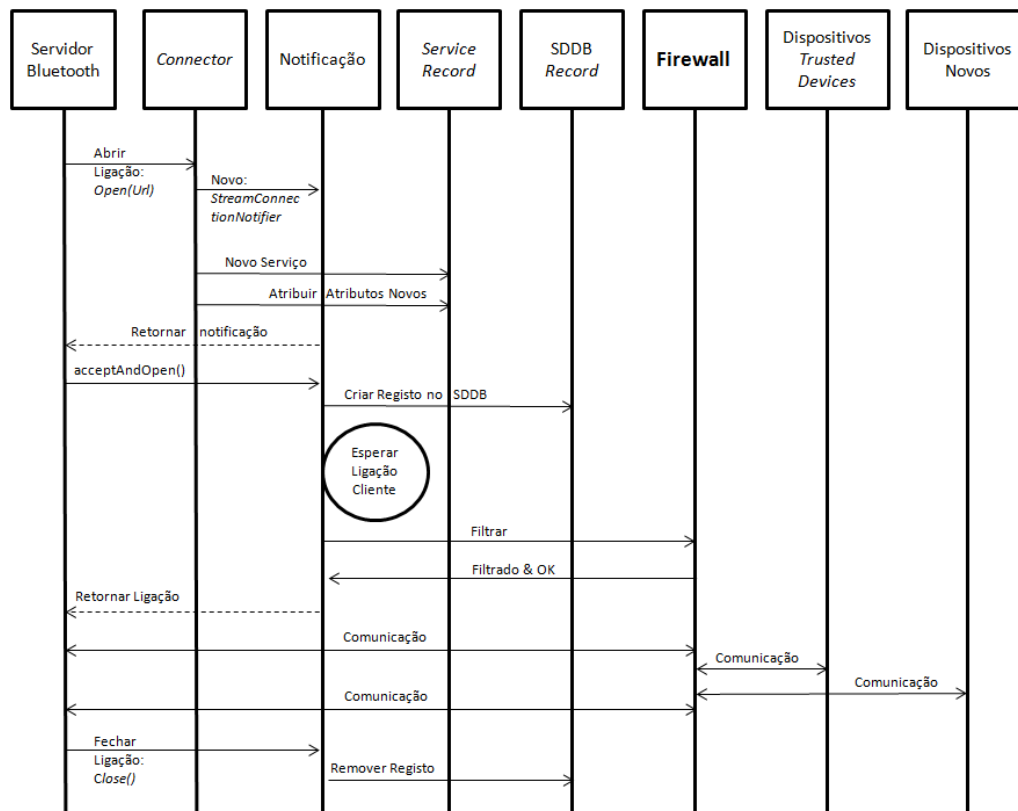 Servidor
Bluetooth
Connector
Notificação
Service
Record
SDDB
Record
Firewall
Dispositivos
Trusted
Devices
Dispositivos
Novos
Abrir
Ligação:
Open(Url)
Novo:
StreamConnec
tionNotifier
Novo Serviço
Atribuir Atributos Novos
Retornar notificação
acceptAndOpen()
Criar Registo no SDDB
Esperar
Ligação
Cliente
Filtrar
Filtrado & OK
Retornar Ligação
Comunicação
Comunicação
Comunicação
Comunicação
Fechar
Ligação:
Close()
Remover Registo